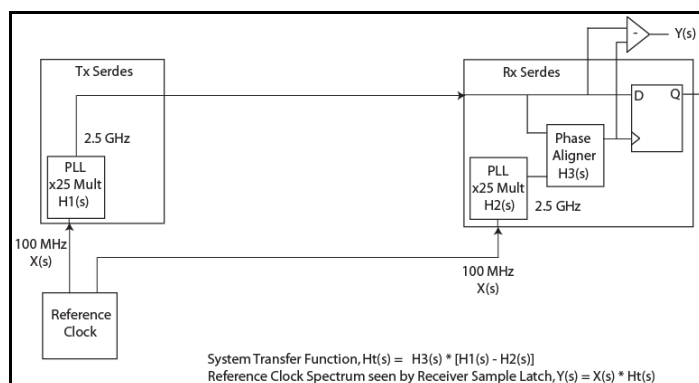 Y(s)
-
Tx Serdes
Rx Serdes
D
Q
2.5 GHz
PLL
x25 Mult
H1(s)
Phase
Aligner
H3(s)
PLL
x25 Mult
H2(s)
2.5 GHz
100 MHz
X(s)
100 MHz
X(s)
Reference
Clock
System Transfer Function, Ht(s) = H3(s) * [H1(s) - H2(s)]
Reference Clock Spectrum seen by Receiver Sample Latch, Y(s) = X(s) * Ht(s)